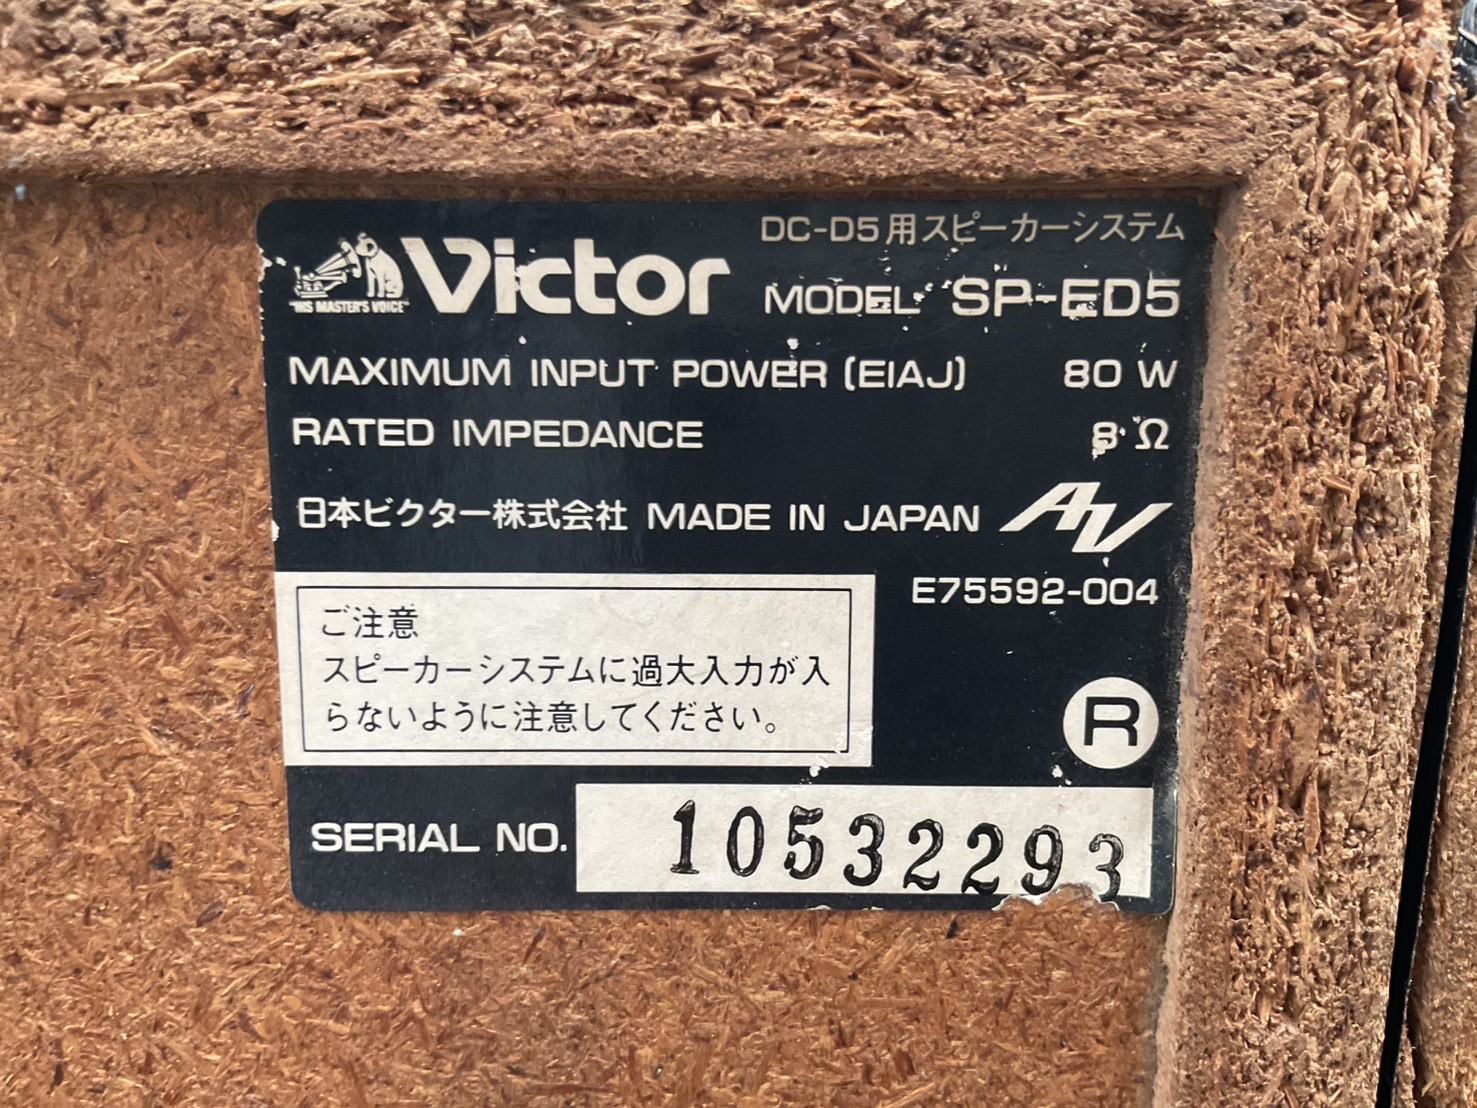 DC-D5用スピーカーシステム
"HIS MASTER'S VOICE" Victor MODEL SP-ED5
MAXIMUM INPUT POWER (EIAJ) 80 W
RATED IMPEDANCE 8 Ω
日本ビクター株式会社 MADE IN JAPAN AV
E75592-004
ご注意
スピーカーシステムに過大入力が入
らないように注意してください。
R
SERIAL NO. 10532293